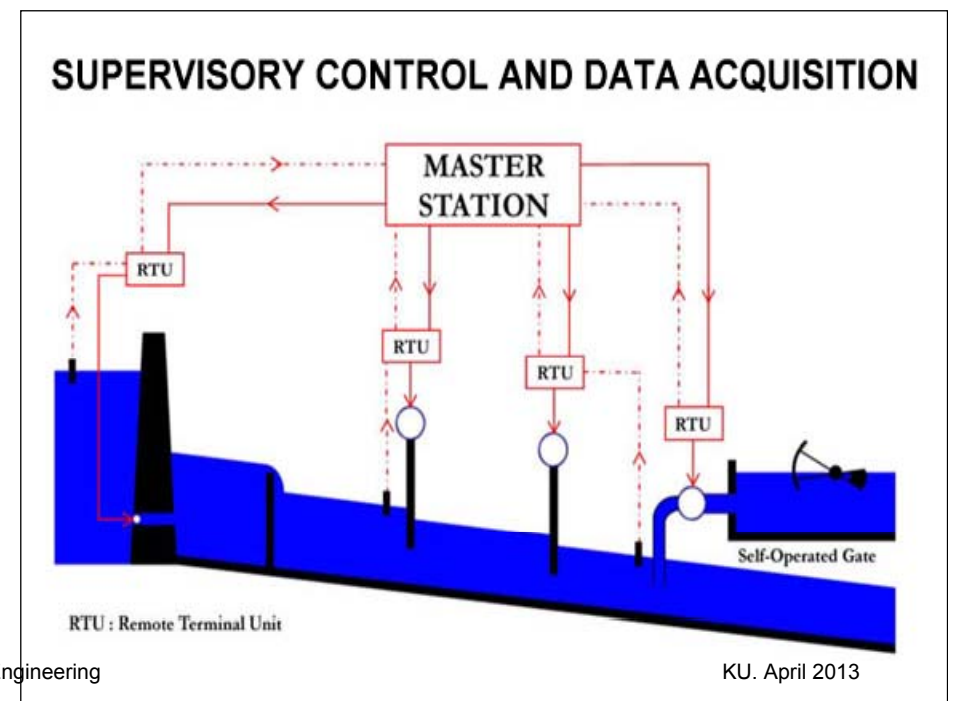 SUPERVISORY CONTROL AND DATA ACQUISITION
MASTER
STATION
RTU
RTU
RTU
RTU
Self-Operated Gate
RTU : Remote Terminal Unit
KU. April 2013